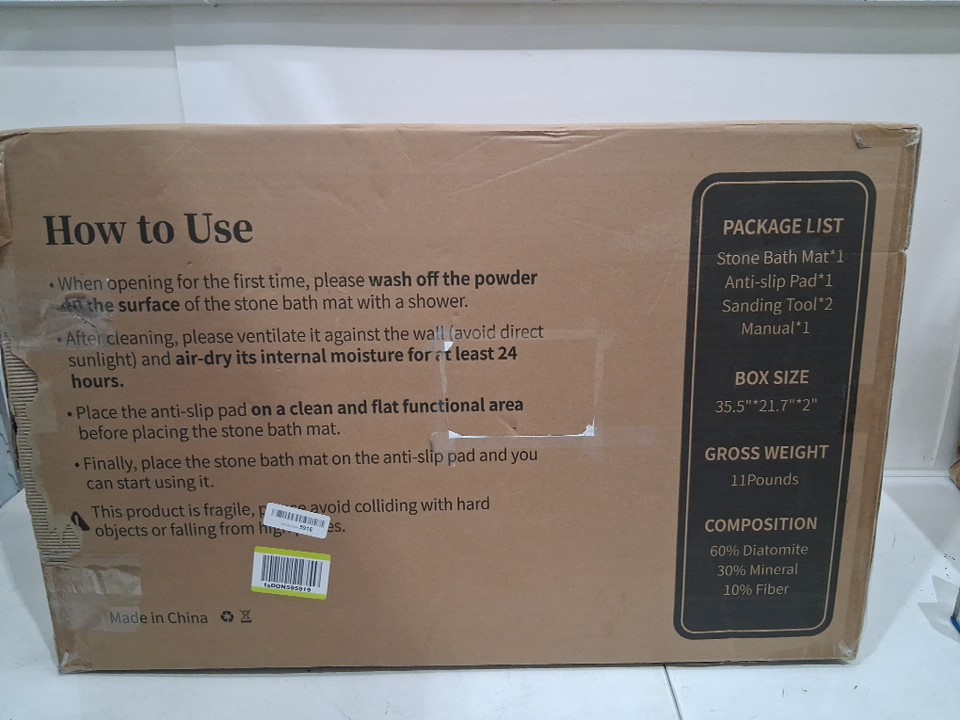 How to Use
• When opening for the first time, please wash off the powder
on the surface of the stone bath mat with a shower.
• After cleaning, please ventilate it against the wall (avoid direct
sunlight) and air-dry its internal moisture for at least 24
hours.
• Place the anti-slip pad on a clean and flat functional area
before placing the stone bath mat.
• Finally, place the stone bath mat on the anti-slip pad and you
can start using it.
This product is fragile, avoid colliding with hard
objects or falling from
5916
Made in China
PACKAGE LIST
Stone Bath Mat*1
Anti-slip Pad*1
Sanding Tool*2
Manual*1
BOX SIZE
35.5"*21.7"*2"
GROSS WEIGHT
11Pounds
COMPOSITION
60% Diatomite
30% Mineral
10% Fiber